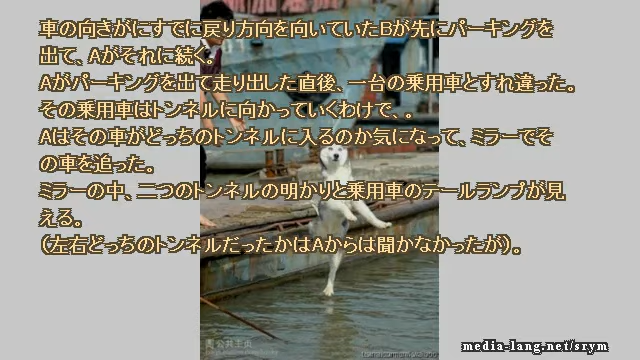 車の向きがにすでに戻り方向を向いていたBが先にパーキングを
出て、Aがそれに続く。
Aがパーキングを出て走り出した直後、一台の乗用車とすれ違った。
その乗用車はトンネルに向かっていくわけで、。
Aはその車がどっちのトンネルに入るのか気になって、ミラーでそ
の車を追った。
ミラーの中、二つのトンネルの明かりと乗用車のテールランプが見
える。
（左右どっちのトンネルだったかはAからは聞かなかったが）。
media-lang.net/srym